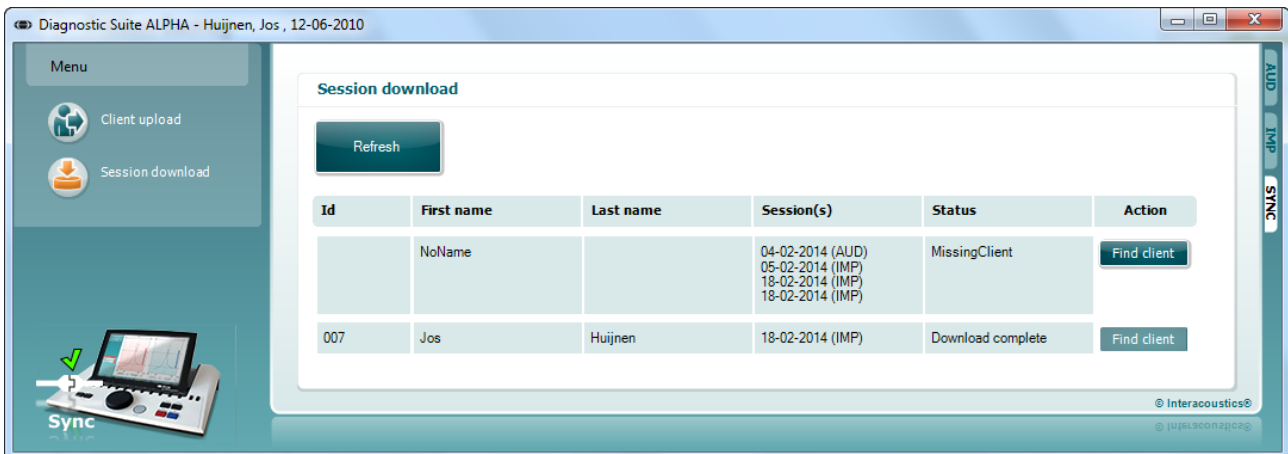 Diagnostic Suite ALPHA - Huijnen, Jos , 12-06-2010
Menu
Client upload
Session download
Sync
Session download
Refresh
Id First name Last name Session(s) Status Action
NoName 04-02-2014 (AUD) MissingClient Find client
05-02-2014 (IMP)
18-02-2014 (IMP)
18-02-2014 (IMP)
007 Jos Huijnen 18-02-2014 (IMP) Download complete Find client
© Interacoustics®
AUD
IMP
SYNC